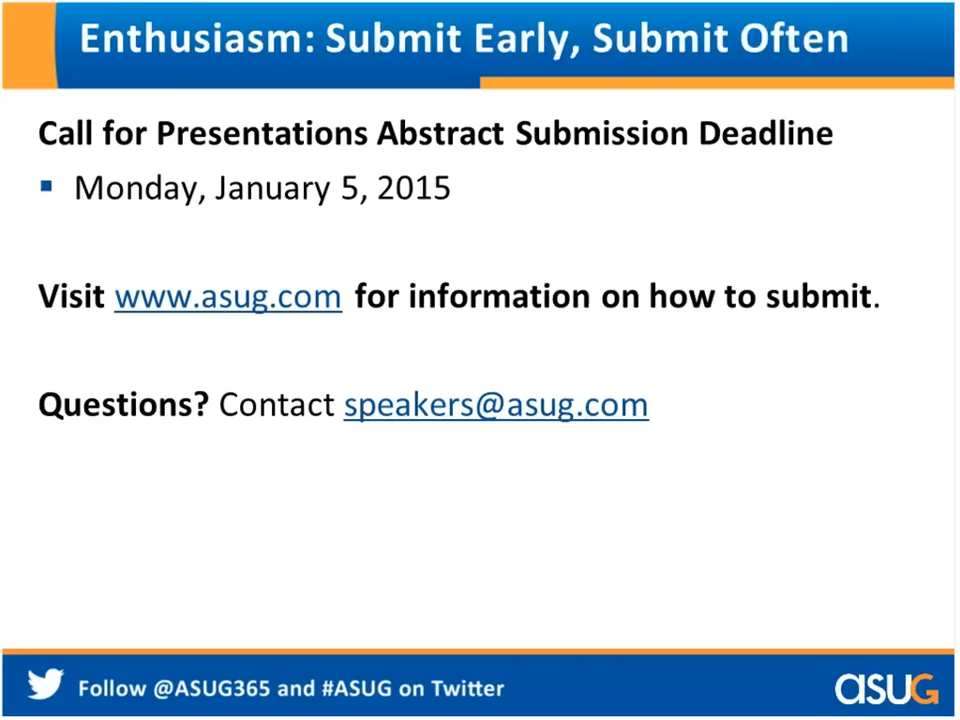 Enthusiasm: Submit Early, Submit Often
Call for Presentations Abstract Submission Deadline
▪ Monday, January 5, 2015
Visit www.asug.com for information on how to submit.
Questions? Contact speakers@asug.com
Follow @ASUG365 and #ASUG on Twitter
asuG